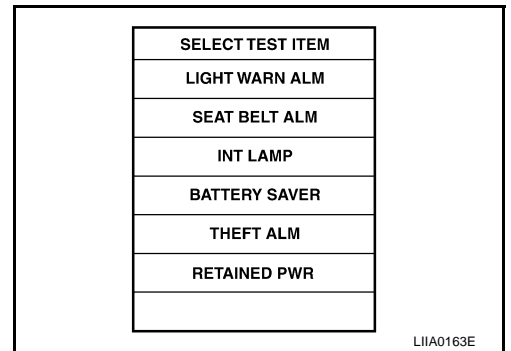 SELECT TEST ITEM
LIGHT WARN ALM
SEAT BELT ALM
INT LAMP
BATTERY SAVER
THEFT ALM
RETAINED PWR
LIIA0163E